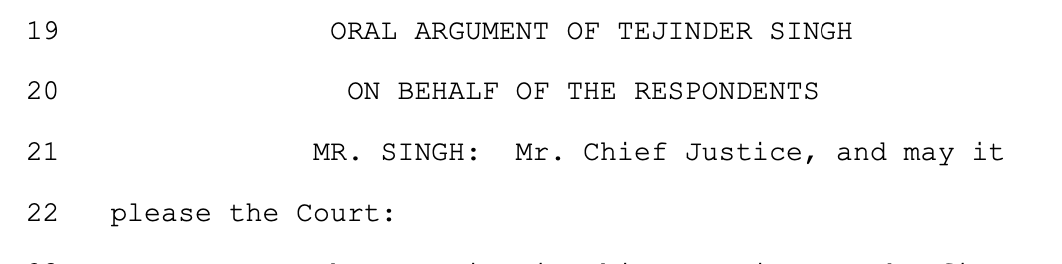 19 ORAL ARGUMENT OF TEJINDER SINGH
20 ON BEHALF OF THE RESPONDENTS
21 MR. SINGH: Mr. Chief Justice, and may it
22 please the Court: